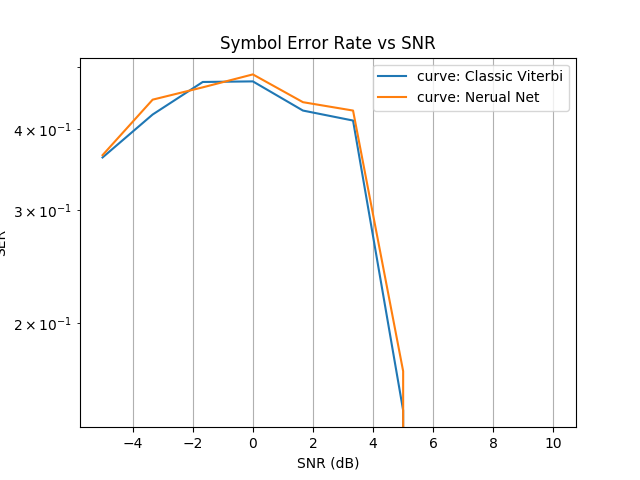 Symbol Error Rate vs SNR
curve: Classic Viterbi
curve: Nerual Net
4 × 10⁻¹
3 × 10⁻¹
2 × 10⁻¹
SER
−4 −2 0 2 4 6 8 10
SNR (dB)